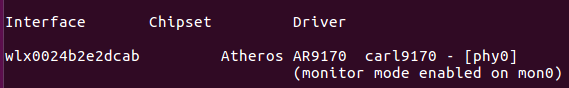 Interface Chipset Driver
wlx0024b2e2dcab Atheros AR9170 carl9170 - [phy0]
(monitor mode enabled on mon0)